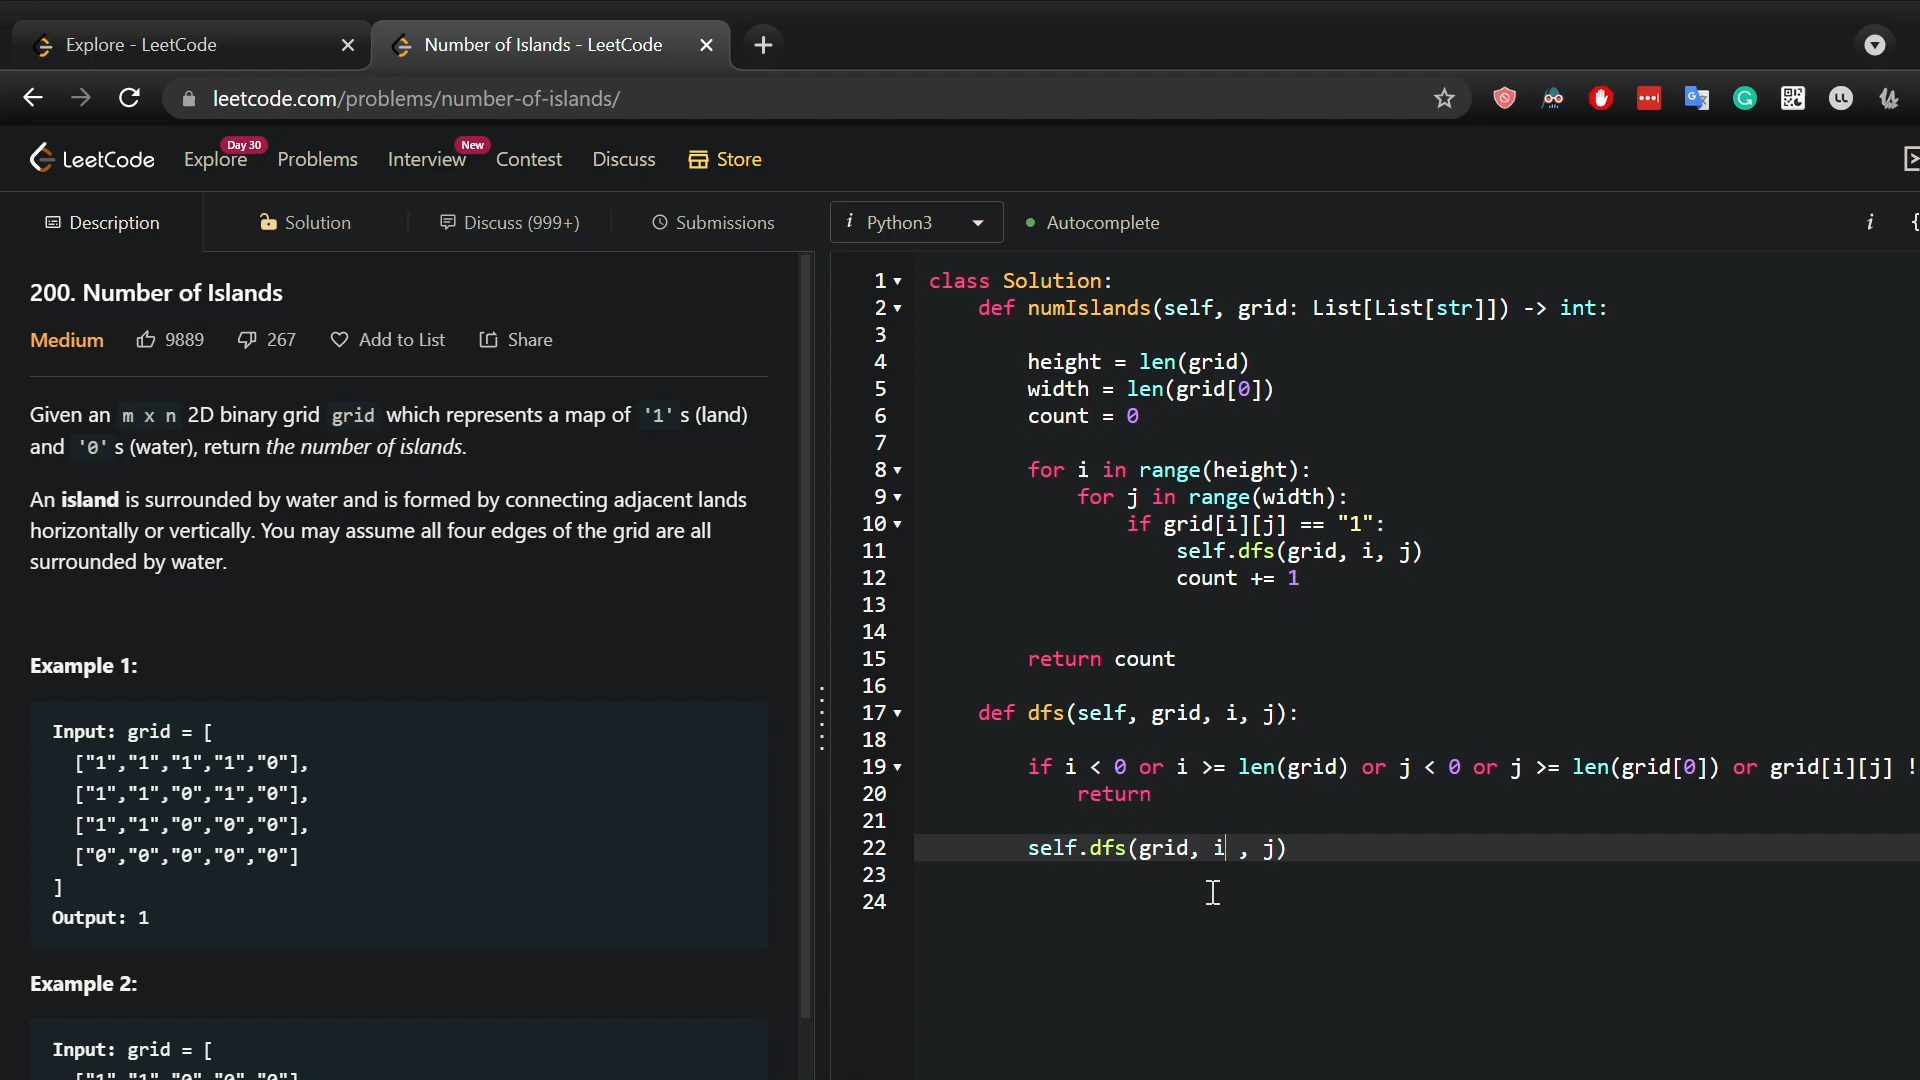 Explore - LeetCode
Number of Islands - LeetCode
leetcode.com/problems/number-of-islands/
LeetCode
Explore
Day 30
Problems
Interview
New
Contest
Discuss
Store
Description
Solution
Discuss (999+)
Submissions
i Python3
Autocomplete
i {
200. Number of Islands
Medium 9889 267 Add to List Share
Given an m x n 2D binary grid grid which represents a map of '1' s (land)
and '0' s (water), return the number of islands.
An island is surrounded by water and is formed by connecting adjacent lands
horizontally or vertically. You may assume all four edges of the grid are all
surrounded by water.
Example 1:
Input: grid = [
["1","1","1","1","0"],
["1","1","0","1","0"],
["1","1","0","0","0"],
["0","0","0","0","0"]
]
Output: 1
Example 2:
Input: grid = [
["1","1","0","0","0"],
1 class Solution:
2 def numIslands(self, grid: List[List[str]]) -> int:
3
4 height = len(grid)
5 width = len(grid[0])
6 count = 0
7
8 for i in range(height):
9 for j in range(width):
10 if grid[i][j] == "1":
11 self.dfs(grid, i, j)
12 count += 1
13
14
15 return count
16
17 def dfs(self, grid, i, j):
18
19 if i < 0 or i >= len(grid) or j < 0 or j >= len(grid[0]) or grid[i][j] !
20 return
21
22 self.dfs(grid, i , j)
23
24